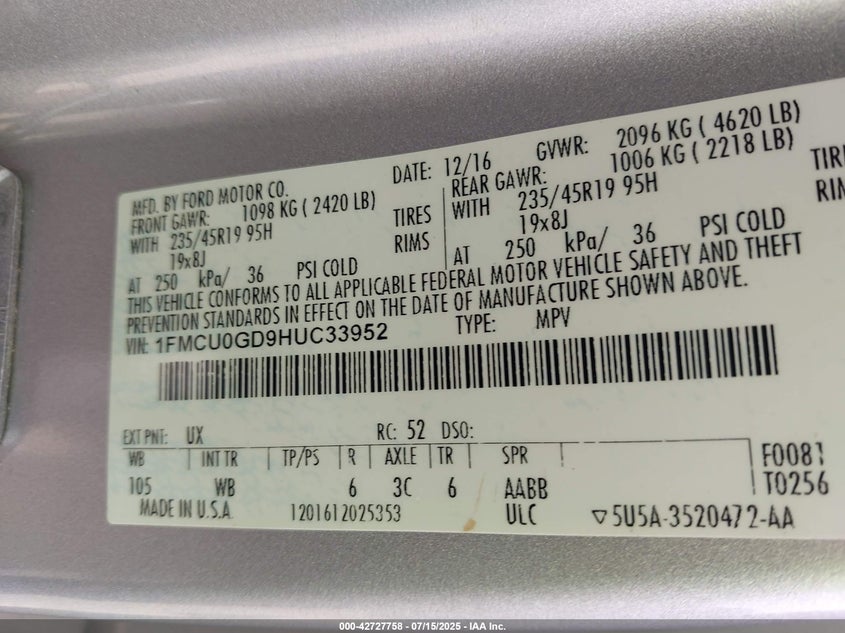 MFD. BY FORD MOTOR CO. DATE: 12/16 GVWR: 2096 KG ( 4620 LB)
FRONT GAWR: 1098 KG ( 2420 LB) REAR GAWR: 1006 KG ( 2218 LB)
WITH 235/45R19 95H TIRES WITH 235/45R19 95H TIRE
19x8J RIMS 19x8J
AT 250 kPa/ 36 PSI COLD AT 250 kPa/ 36 PSI COLD
THIS VEHICLE CONFORMS TO ALL APPLICABLE FEDERAL MOTOR VEHICLE SAFETY AND THEFT
PREVENTION STANDARDS IN EFFECT ON THE DATE OF MANUFACTURE SHOWN ABOVE.
VIN: 1FMCU0GD9HUC33952 TYPE: MPV
EXT PNT: UX RC: 52 DSO:
WB INT TR TP/PS R AXLE TR SPR F0081
105 WB 6 3C 6 AABB T0256
MADE IN U.S.A. 1201612025353 ULC ▽5U5A-3520472-AA
000-42727758 - 07/15/2025 - IAA Inc.